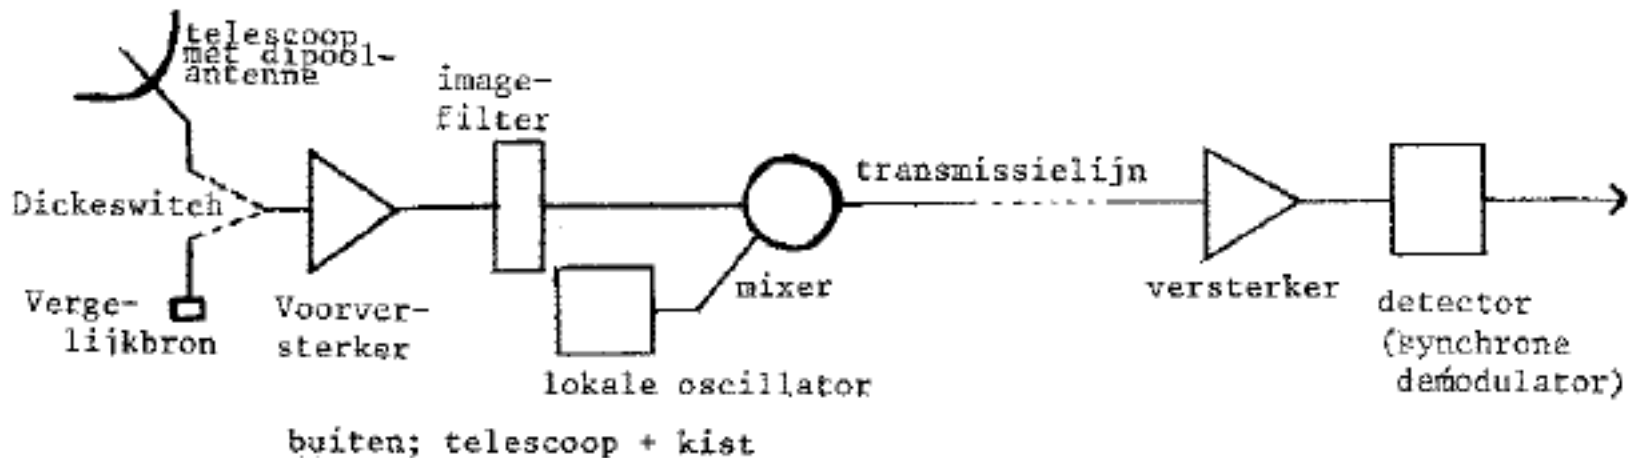 telescoop
met dipool-
antenne
image-
filter
transmissielijn
Dickeswitch
Verge-
lijkbron
Voorver-
sterker
mixer
versterker
detector
(synchrone
demodulator)
lokale oscillator
buiten; telescoop + kist